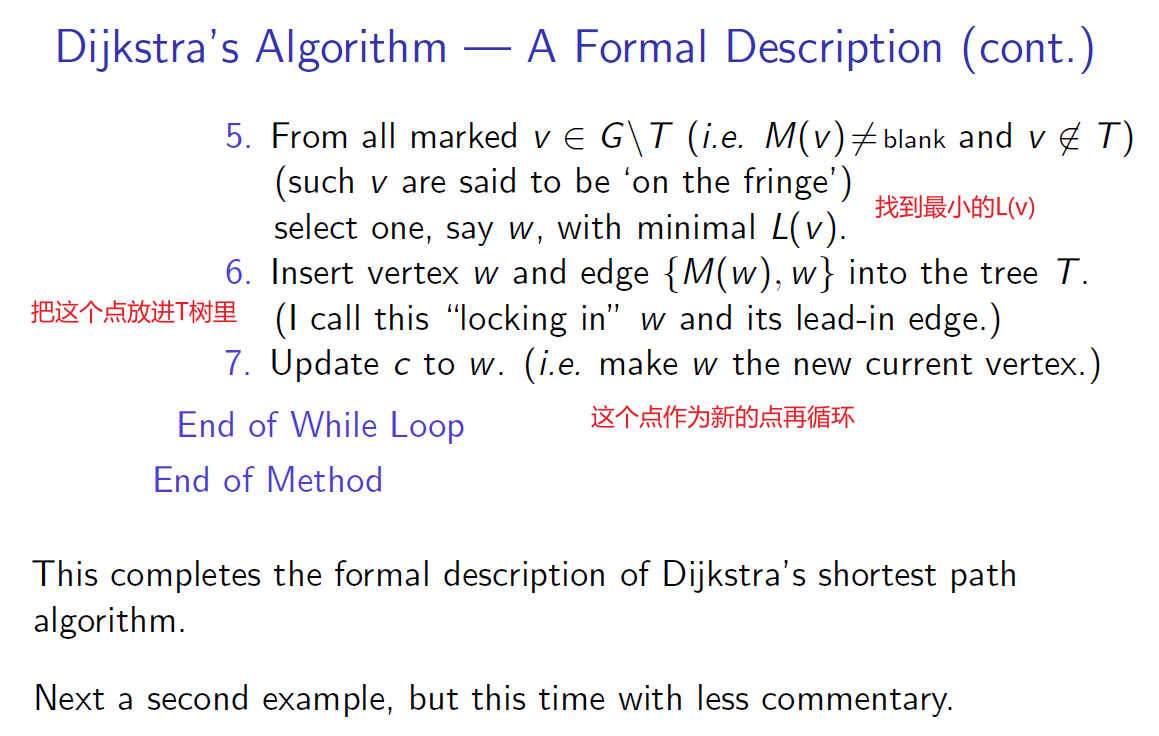 Dijkstra's Algorithm — A Formal Description (cont.)
5. From all marked v ∈ G\T (i.e. M(v)≠blank and v ∉ T)
(such v are said to be ‘on the fringe’)
找到最小的L(v)
select one, say w, with minimal L(v).
6. Insert vertex w and edge {M(w), w} into the tree T.
把这个点放进T树里
(I call this “locking in” w and its lead-in edge.)
7. Update c to w. (i.e. make w the new current vertex.)
这个点作为新的点再循环
End of While Loop
End of Method
This completes the formal description of Dijkstra's shortest path
algorithm.
Next a second example, but this time with less commentary.